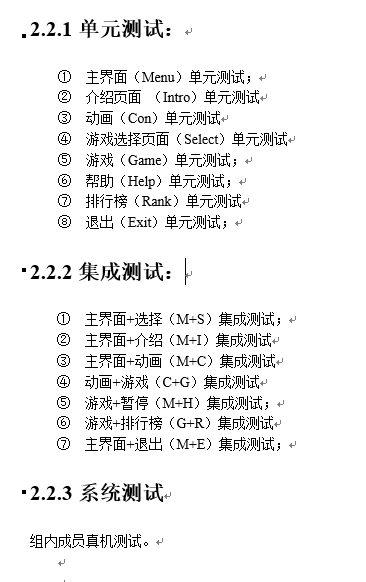 2.2.1 单元测试：
① 主界面（Menu）单元测试；
② 介绍页面 （Intro）单元测试
③ 动画（Con）单元测试
④ 游戏选择页面（Select）单元测试
⑤ 游戏（Game）单元测试；
⑥ 帮助（Help）单元测试；
⑦ 排行榜（Rank）单元测试
⑧ 退出（Exit）单元测试；
2.2.2 集成测试：
① 主界面+选择（M+S）集成测试；
② 主界面+介绍（M+I）集成测试
③ 主界面+动画（M+C）集成测试
④ 动画+游戏（C+G）集成测试
⑤ 游戏+暂停（M+H）集成测试；
⑥ 游戏+排行榜（G+R）集成测试
⑦ 主界面+退出（M+E）集成测试；
2.2.3 系统测试
组内成员真机测试。